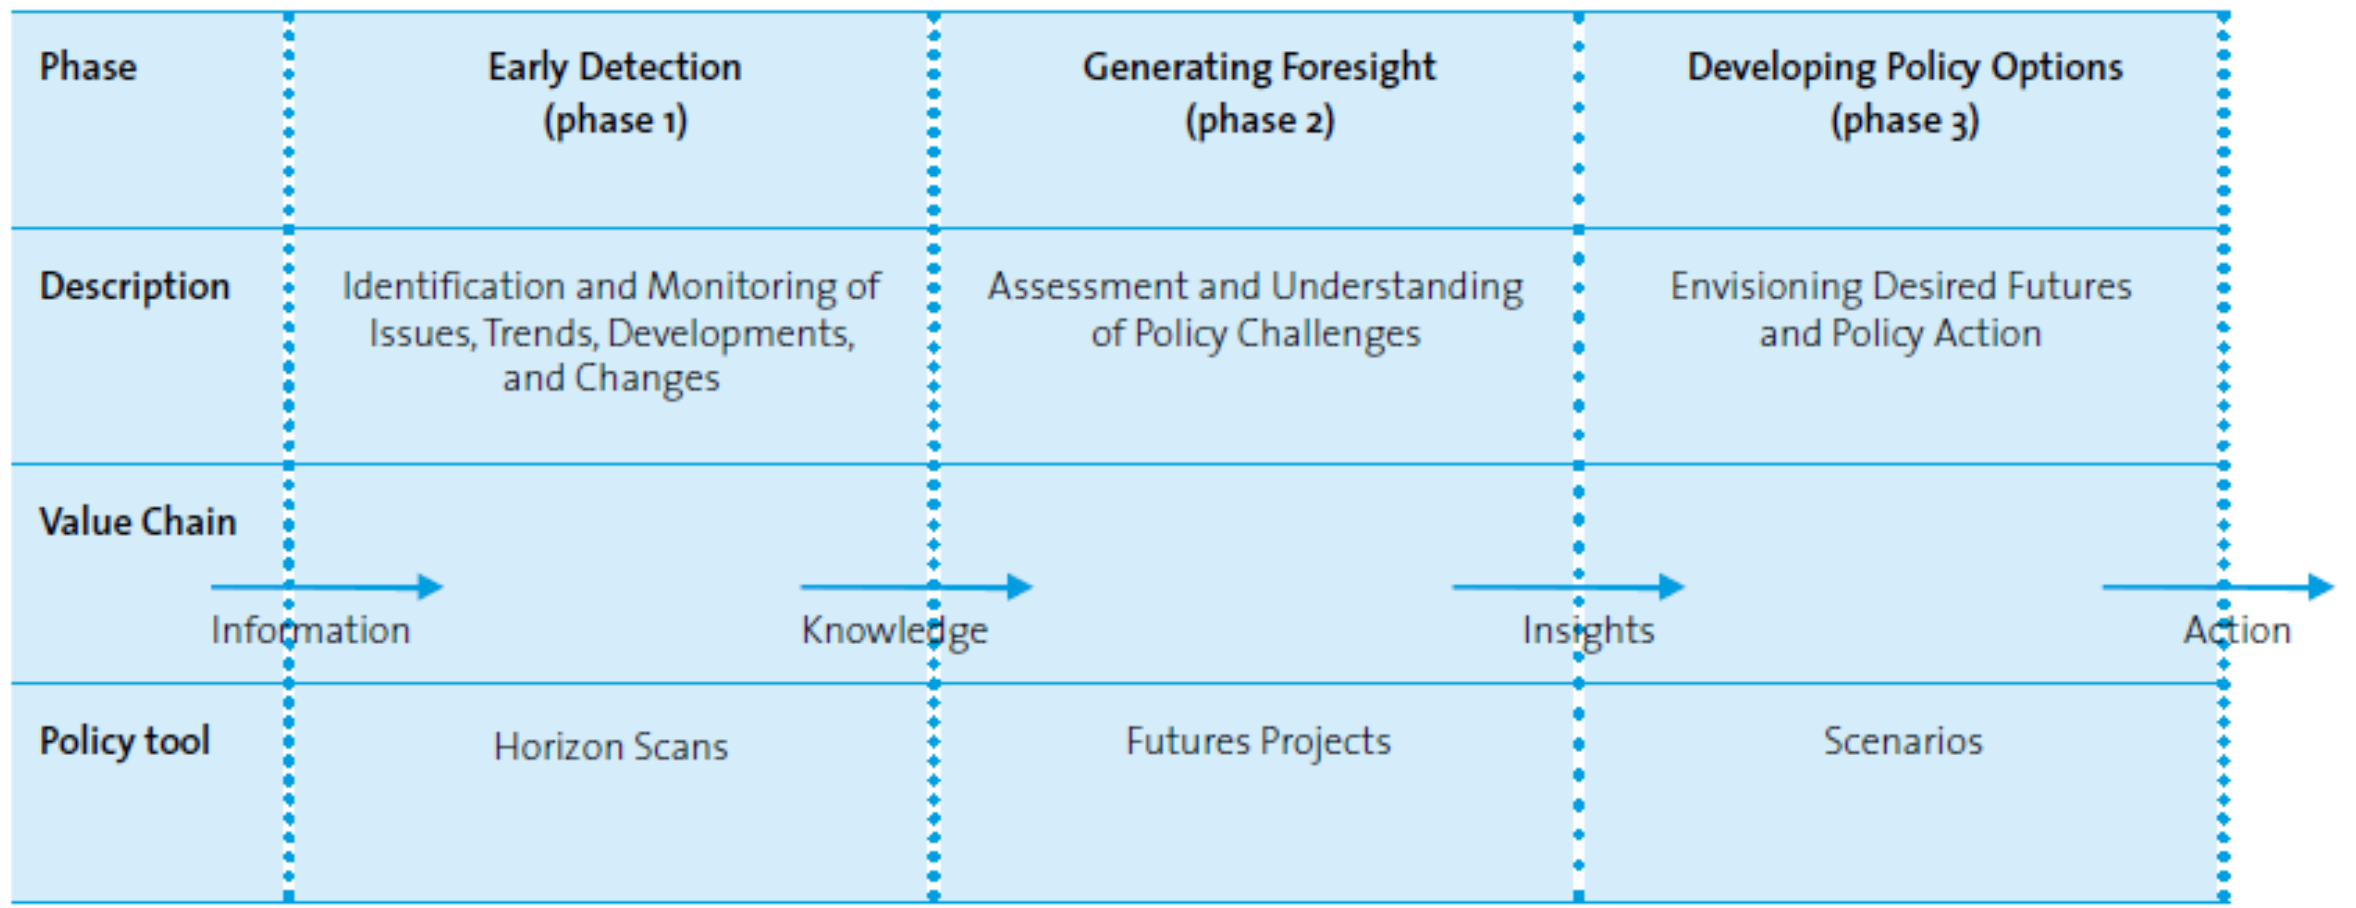 Phase
Early Detection
(phase 1)
Generating Foresight
(phase 2)
Developing Policy Options
(phase 3)
Description
Identification and Monitoring of
Issues, Trends, Developments,
and Changes
Assessment and Understanding
of Policy Challenges
Envisioning Desired Futures
and Policy Action
Value Chain
Information
Knowledge
Insights
Action
Policy tool
Horizon Scans
Futures Projects
Scenarios